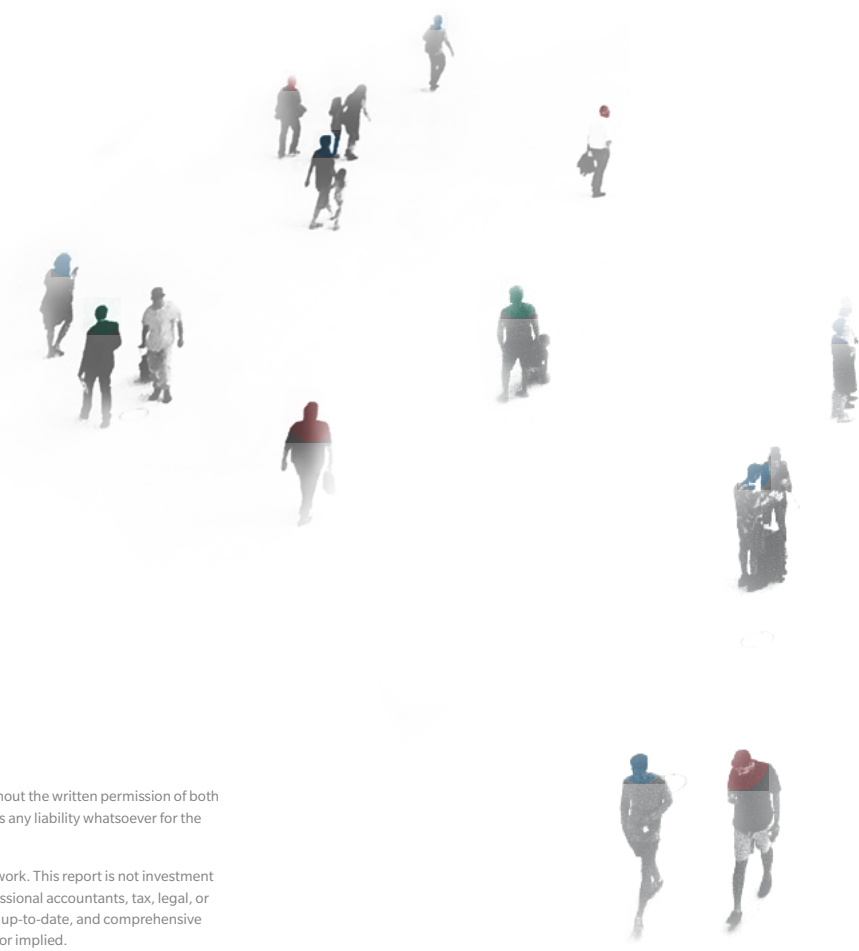 hout the written permission of both
s any liability whatsoever for the
work. This report is not investment
ssional accountants, tax, legal, or
up-to-date, and comprehensive
or implied.